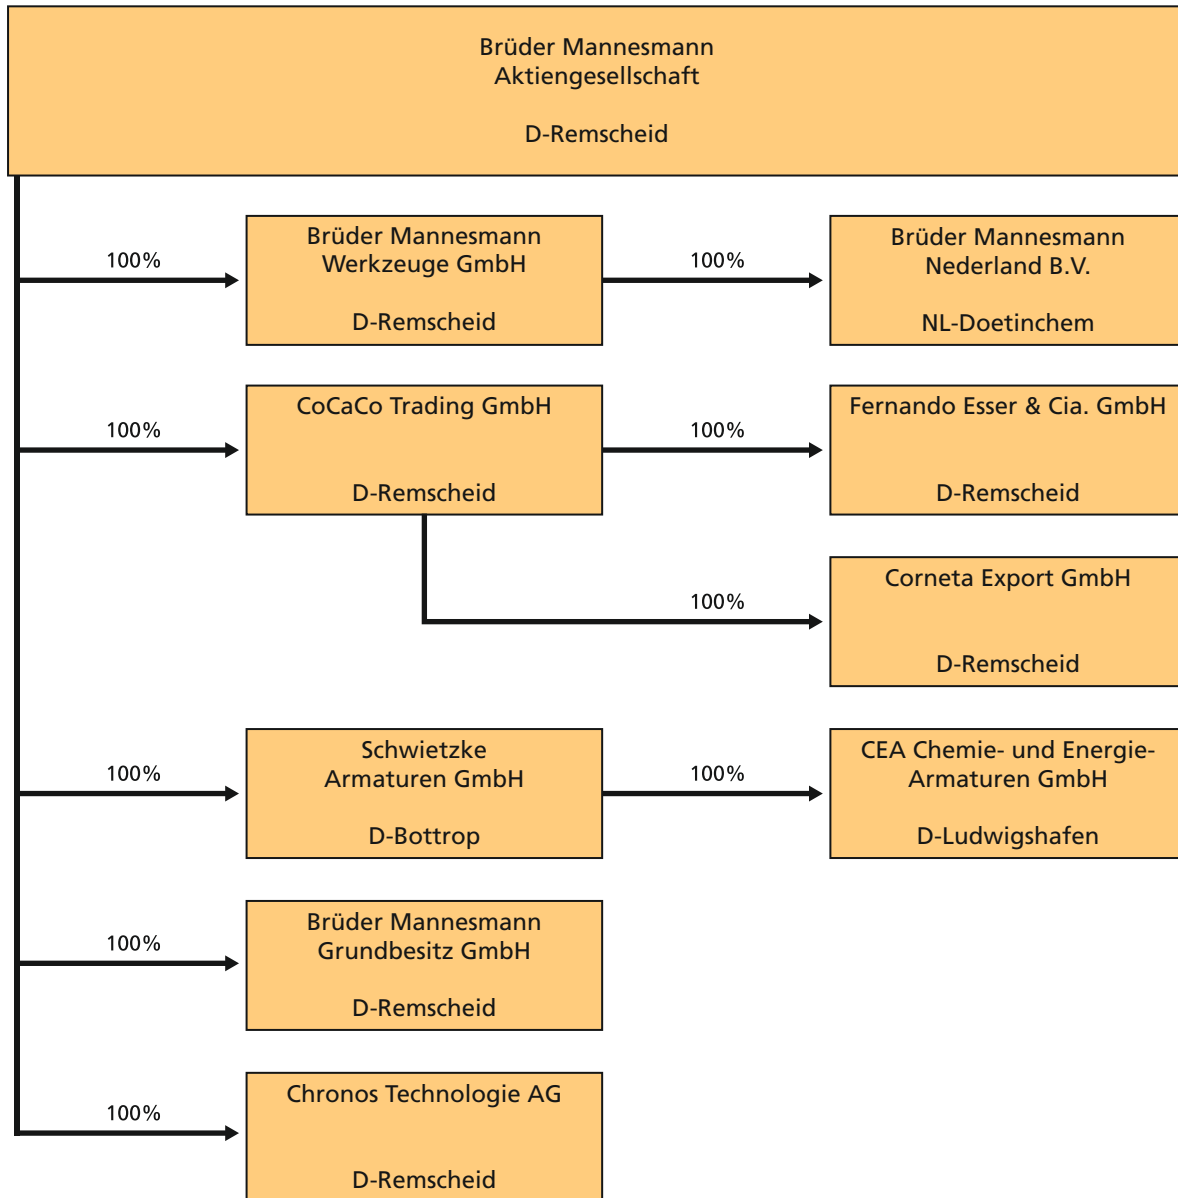 Brüder Mannesmann
Aktiengesellschaft
D-Remscheid
100%
Brüder Mannesmann
Werkzeuge GmbH
D-Remscheid
100%
Brüder Mannesmann
Nederland B.V.
NL-Doetinchem
100%
CoCaCo Trading GmbH
D-Remscheid
100%
Fernando Esser & Cia. GmbH
D-Remscheid
100%
Corneta Export GmbH
D-Remscheid
100%
Schwietzke
Armaturen GmbH
D-Bottrop
100%
CEA Chemie- und Energie-
Armaturen GmbH
D-Ludwigshafen
100%
Brüder Mannesmann
Grundbesitz GmbH
D-Remscheid
100%
Chronos Technologie AG
D-Remscheid